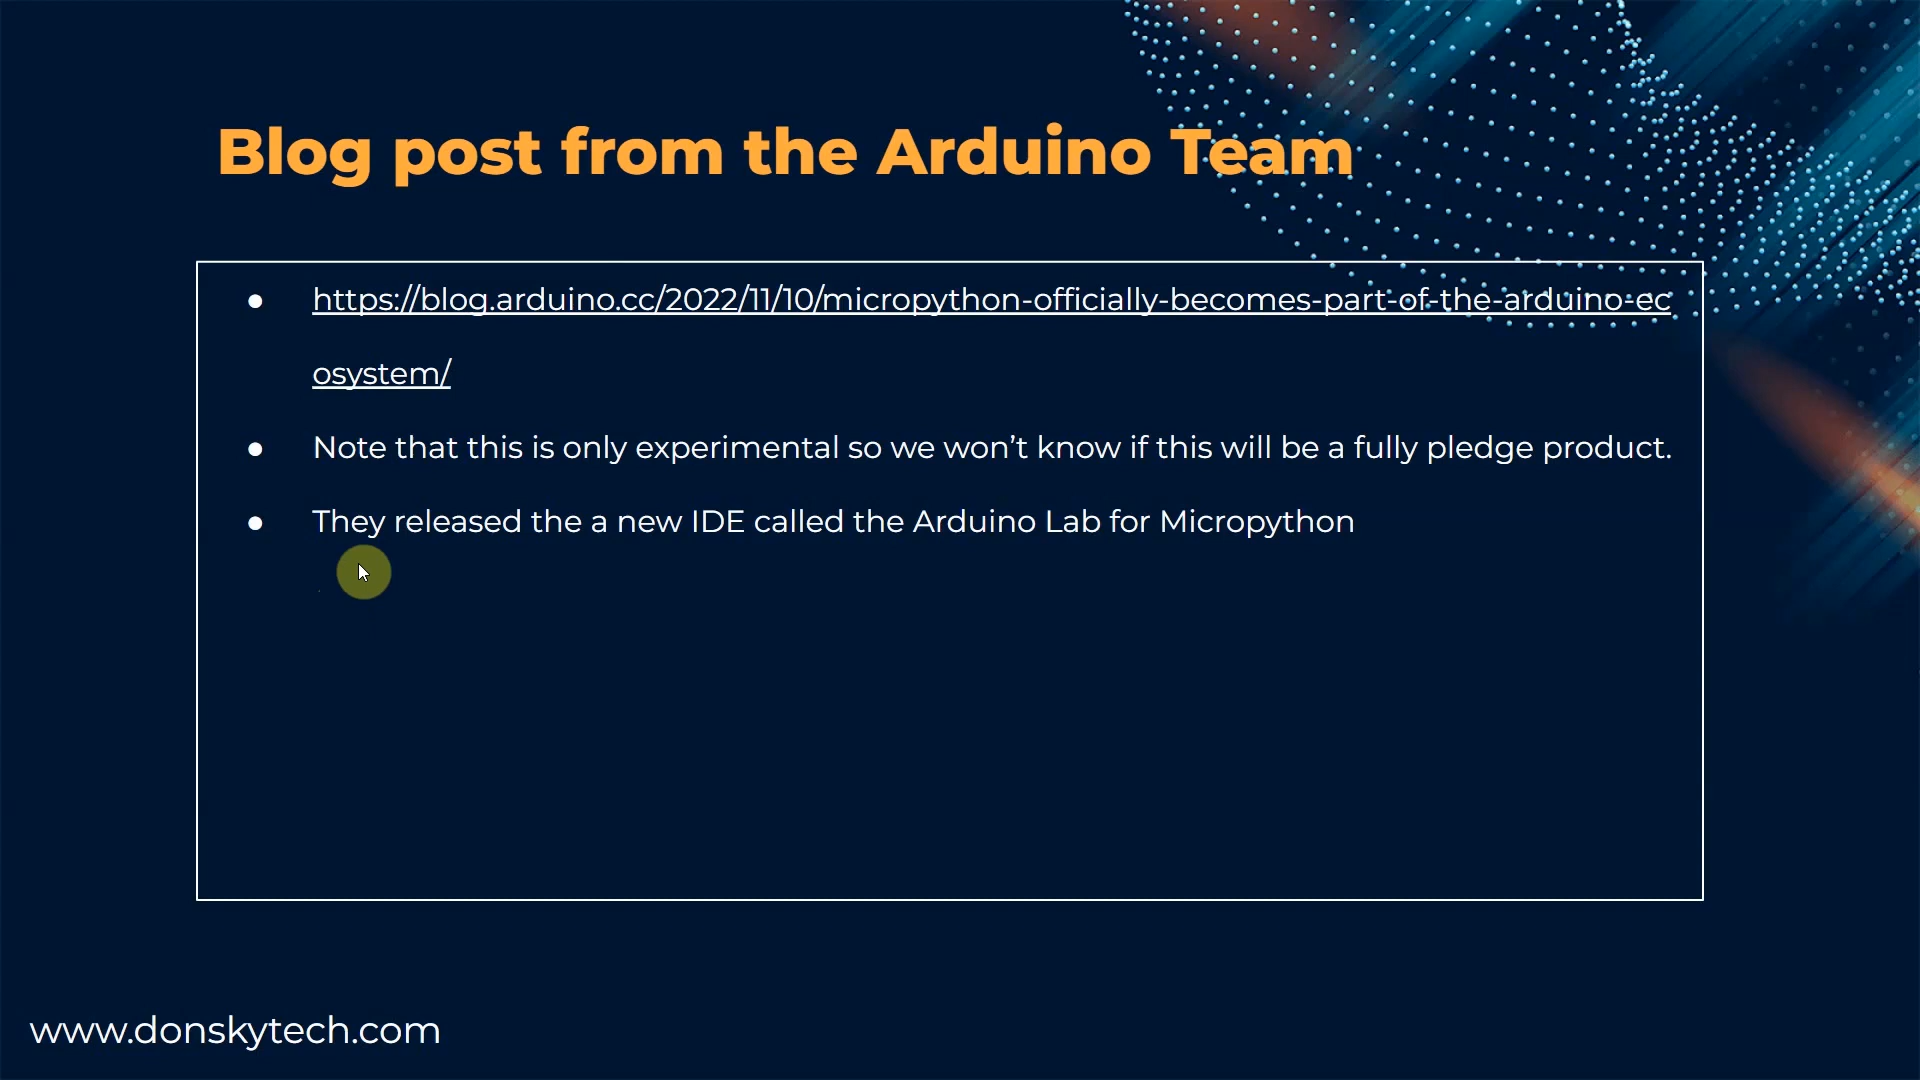 Blog post from the Arduino Team
● https://blog.arduino.cc/2022/11/10/micropython-officially-becomes-part-of-the-arduino-ec
osystem/
● Note that this is only experimental so we won’t know if this will be a fully pledge product.
● They released the a new IDE called the Arduino Lab for Micropython
www.donskytech.com